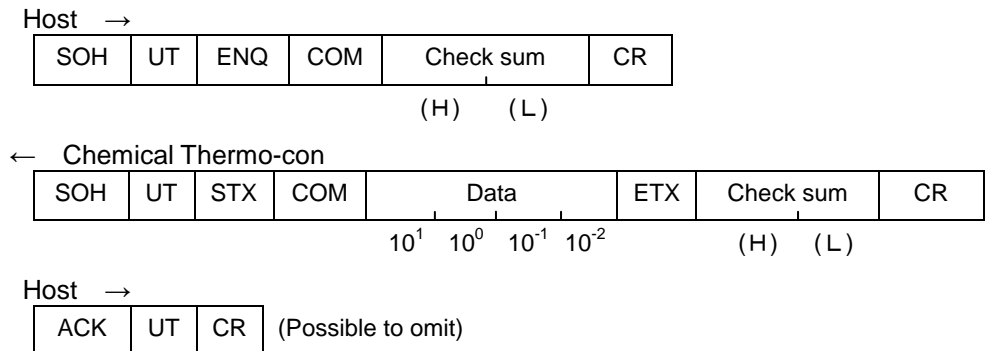 Host →
SOH UT ENQ COM Check sum CR
(H) (L)
← Chemical Thermo-con
SOH UT STX COM Data ETX Check sum CR
10¹ 10⁰ 10⁻¹ 10⁻² (H) (L)
Host →
ACK UT CR (Possible to omit)